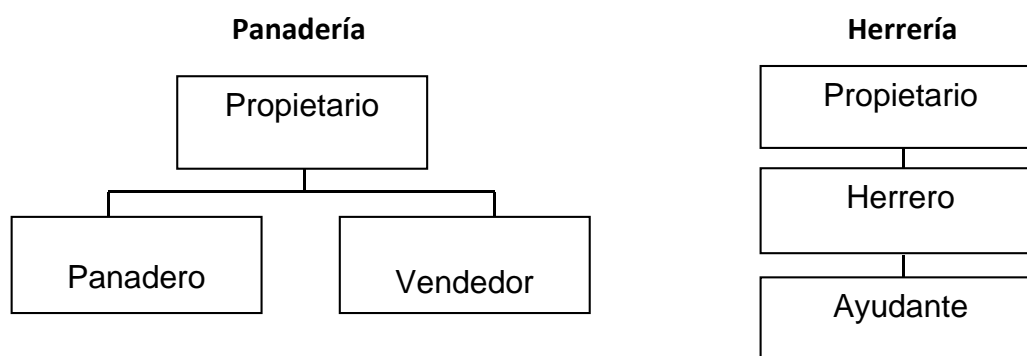 Panadería
Propietario
Panadero
Vendedor
Herrería
Propietario
Herrero
Ayudante